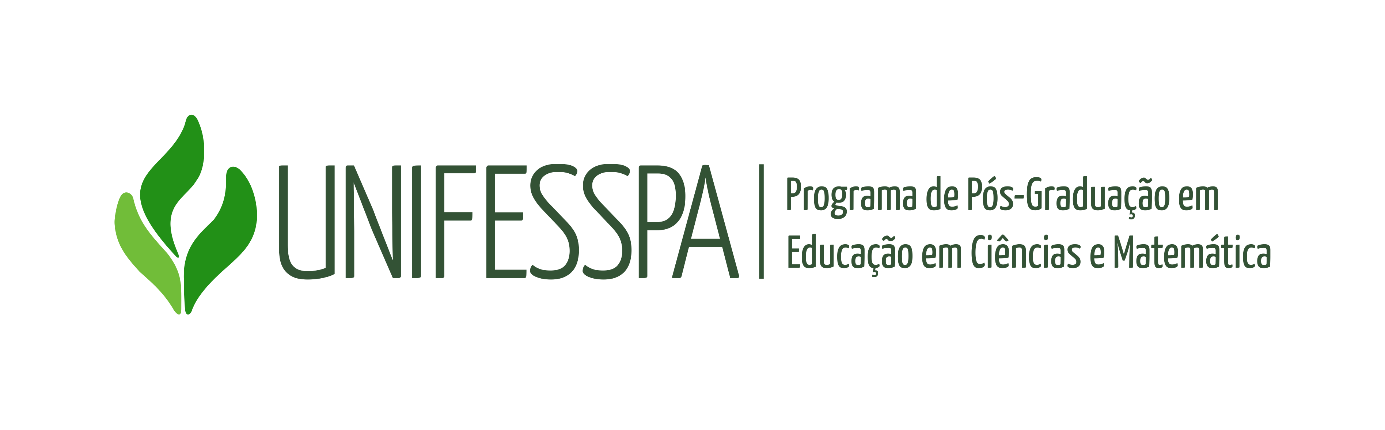 UNIFESSPA
Programa de Pós-Graduação em
Educação em Ciências e Matemática